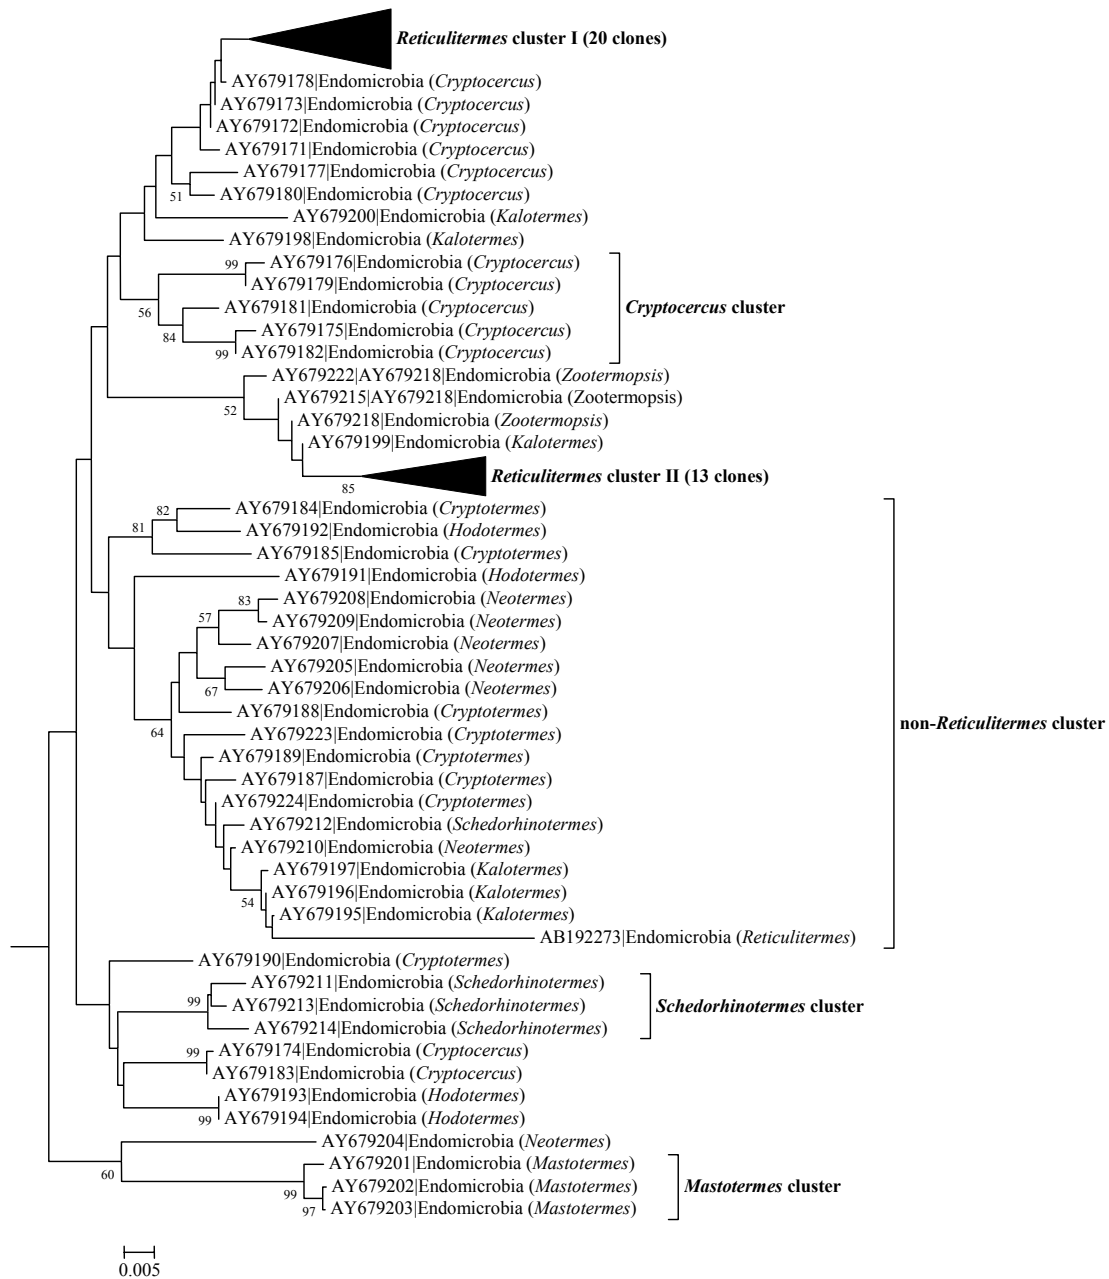 Reticulitermes cluster I (20 clones)
AY679178|Endomicrobia (Cryptocercus)
AY679173|Endomicrobia (Cryptocercus)
AY679172|Endomicrobia (Cryptocercus)
AY679171|Endomicrobia (Cryptocercus)
AY679177|Endomicrobia (Cryptocercus)
51
AY679180|Endomicrobia (Cryptocercus)
AY679200|Endomicrobia (Kalotermes)
AY679198|Endomicrobia (Kalotermes)
99
AY679176|Endomicrobia (Cryptocercus)
AY679179|Endomicrobia (Cryptocercus)
56
AY679181|Endomicrobia (Cryptocercus)
Cryptocercus cluster
84
AY679175|Endomicrobia (Cryptocercus)
99
AY679182|Endomicrobia (Cryptocercus)
AY679222|AY679218|Endomicrobia (Zootermopsis)
52
AY679215|AY679218|Endomicrobia (Zootermopsis)
AY679218|Endomicrobia (Zootermopsis)
AY679199|Endomicrobia (Kalotermes)
85
Reticulitermes cluster II (13 clones)
82
AY679184|Endomicrobia (Cryptotermes)
81
AY679192|Endomicrobia (Hodotermes)
AY679185|Endomicrobia (Cryptotermes)
AY679191|Endomicrobia (Hodotermes)
83
AY679208|Endomicrobia (Neotermes)
57
AY679209|Endomicrobia (Neotermes)
AY679207|Endomicrobia (Neotermes)
AY679205|Endomicrobia (Neotermes)
67
AY679206|Endomicrobia (Neotermes)
AY679188|Endomicrobia (Cryptotermes)
64
non-Reticulitermes cluster
AY679223|Endomicrobia (Cryptotermes)
AY679189|Endomicrobia (Cryptotermes)
AY679187|Endomicrobia (Cryptotermes)
AY679224|Endomicrobia (Cryptotermes)
AY679212|Endomicrobia (Schedorhinotermes)
AY679210|Endomicrobia (Neotermes)
AY679197|Endomicrobia (Kalotermes)
54
AY679196|Endomicrobia (Kalotermes)
AY679195|Endomicrobia (Kalotermes)
AB192273|Endomicrobia (Reticulitermes)
AY679190|Endomicrobia (Cryptotermes)
AY679211|Endomicrobia (Schedorhinotermes)
99
AY679213|Endomicrobia (Schedorhinotermes)
Schedorhinotermes cluster
AY679214|Endomicrobia (Schedorhinotermes)
99
AY679174|Endomicrobia (Cryptocercus)
AY679183|Endomicrobia (Cryptocercus)
AY679193|Endomicrobia (Hodotermes)
99
AY679194|Endomicrobia (Hodotermes)
AY679204|Endomicrobia (Neotermes)
60
AY679201|Endomicrobia (Mastotermes)
99
AY679202|Endomicrobia (Mastotermes)
Mastotermes cluster
97
AY679203|Endomicrobia (Mastotermes)
0.005